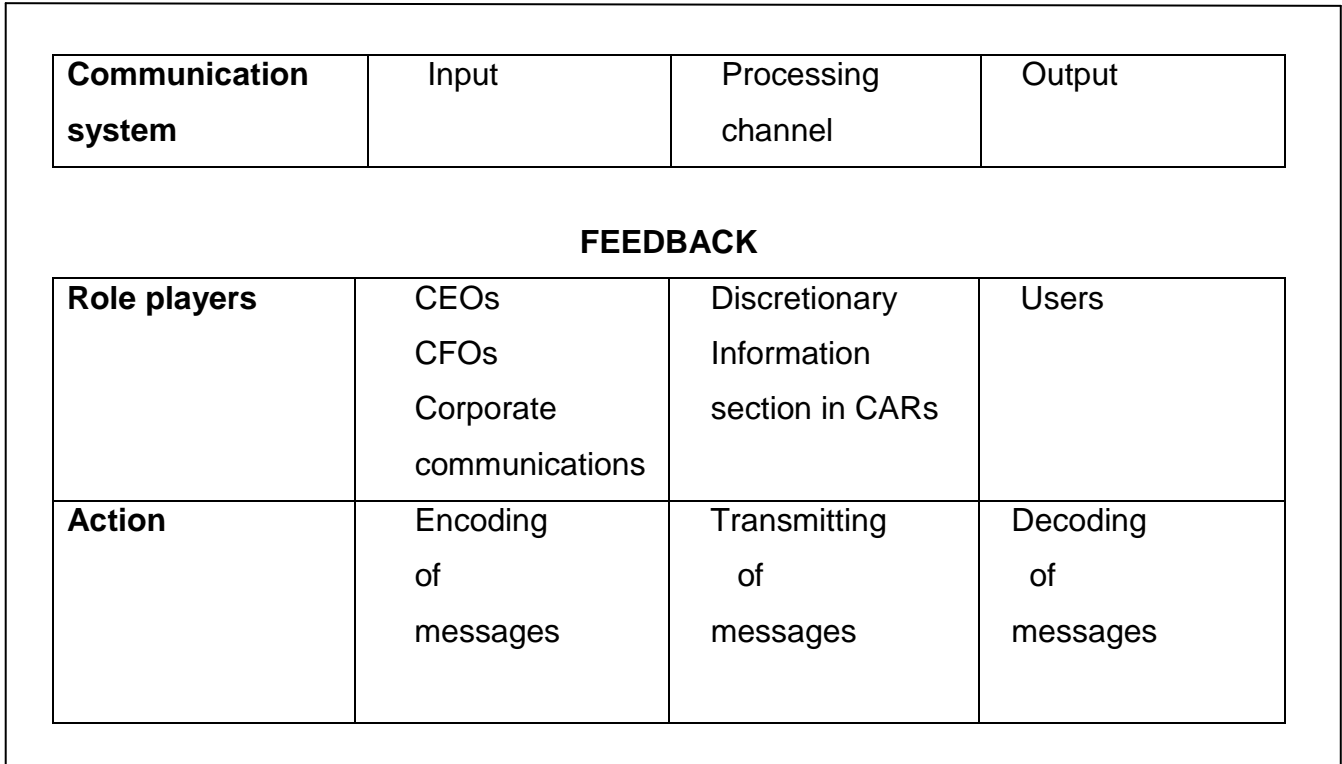 Communication Input Processing Output
system channel
FEEDBACK
Role players CEOs Discretionary Users
CFOs Information
Corporate section in CARs
communications
Action Encoding Transmitting Decoding
of of of
messages messages messages